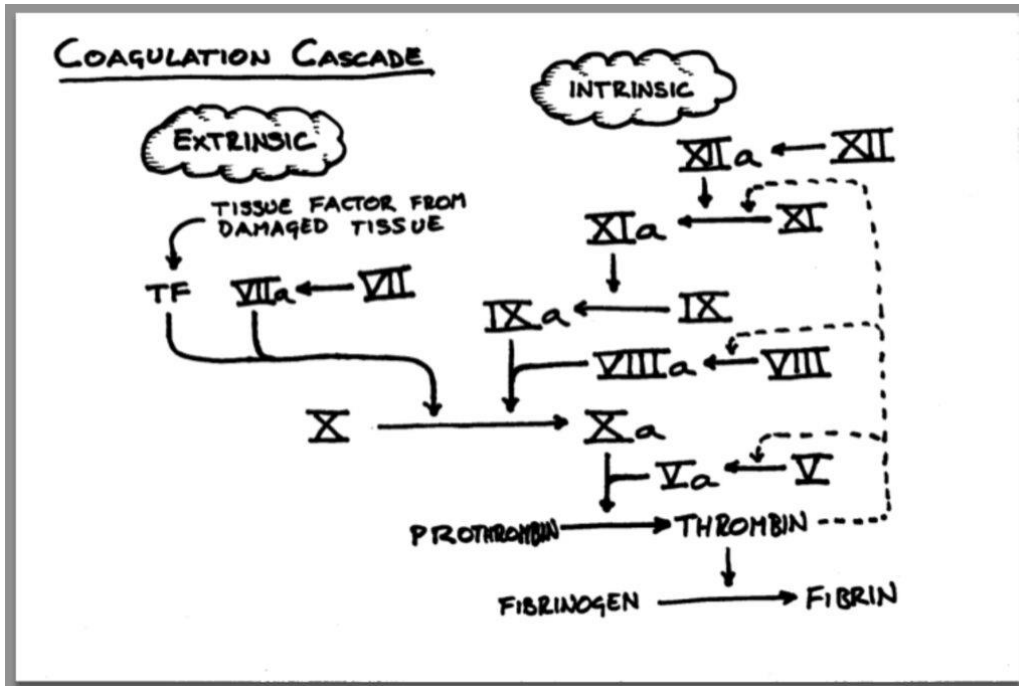 COAGULATION CASCADE
EXTRINSIC
INTRINSIC
XIIa
XII
TISSUE FACTOR FROM
DAMAGED TISSUE
XIa
XI
TF
VIIa
VII
IXa
IX
VIIIa
VIII
X
Xa
Va
V
PROTHROMBIN
THROMBIN
FIBRINOGEN
FIBRIN